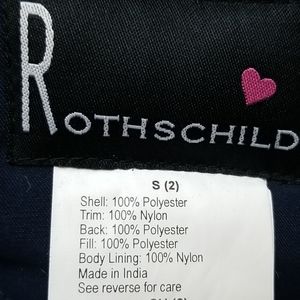 ROTHSCHILD
S (2)
Shell: 100% Polyester
Trim: 100% Nylon
Back: 100% Polyester
Fill: 100% Polyester
Body Lining: 100% Nylon
Made in India
See reverse for care